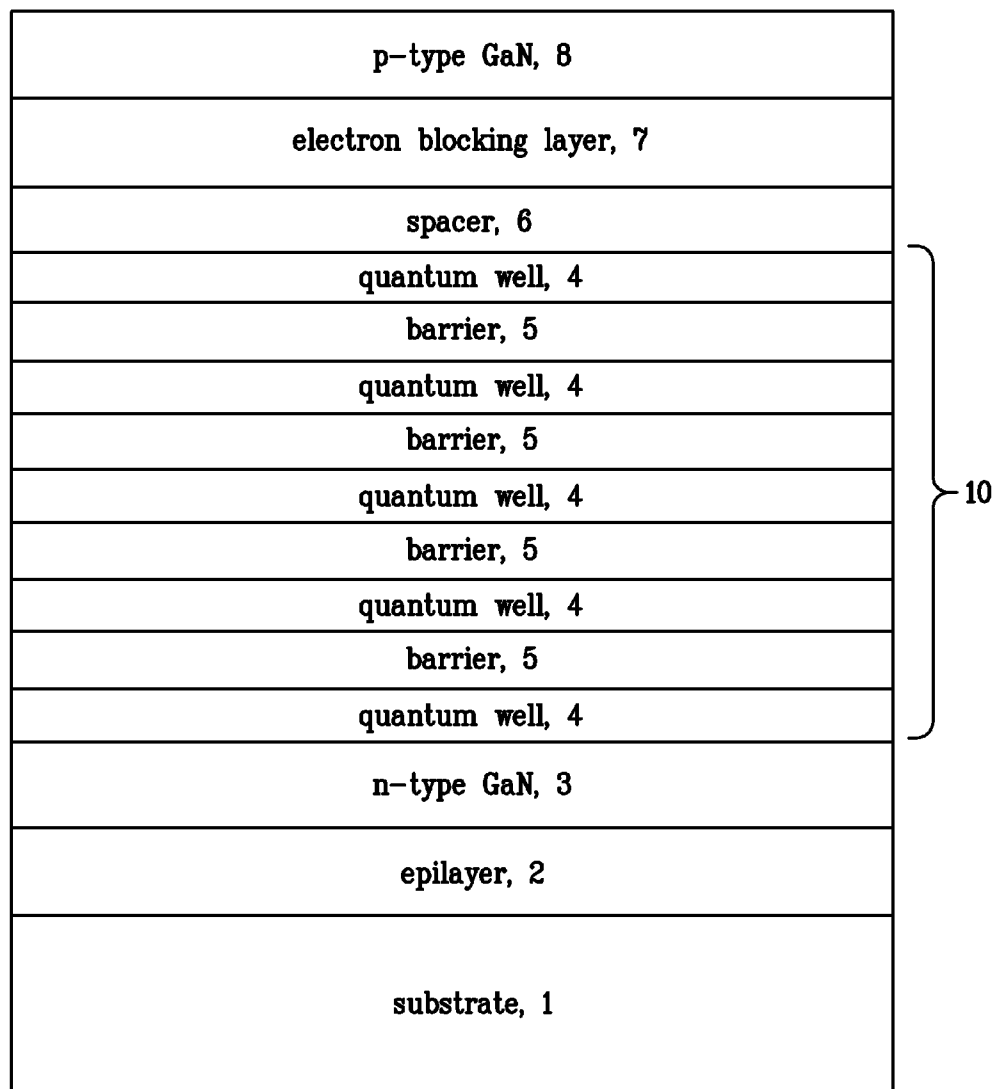 p-type GaN, 8
electron blocking layer, 7
spacer, 6
quantum well, 4
barrier, 5
quantum well, 4
barrier, 5
quantum well, 4
10
barrier, 5
quantum well, 4
barrier, 5
quantum well, 4
n-type GaN, 3
epilayer, 2
substrate, 1